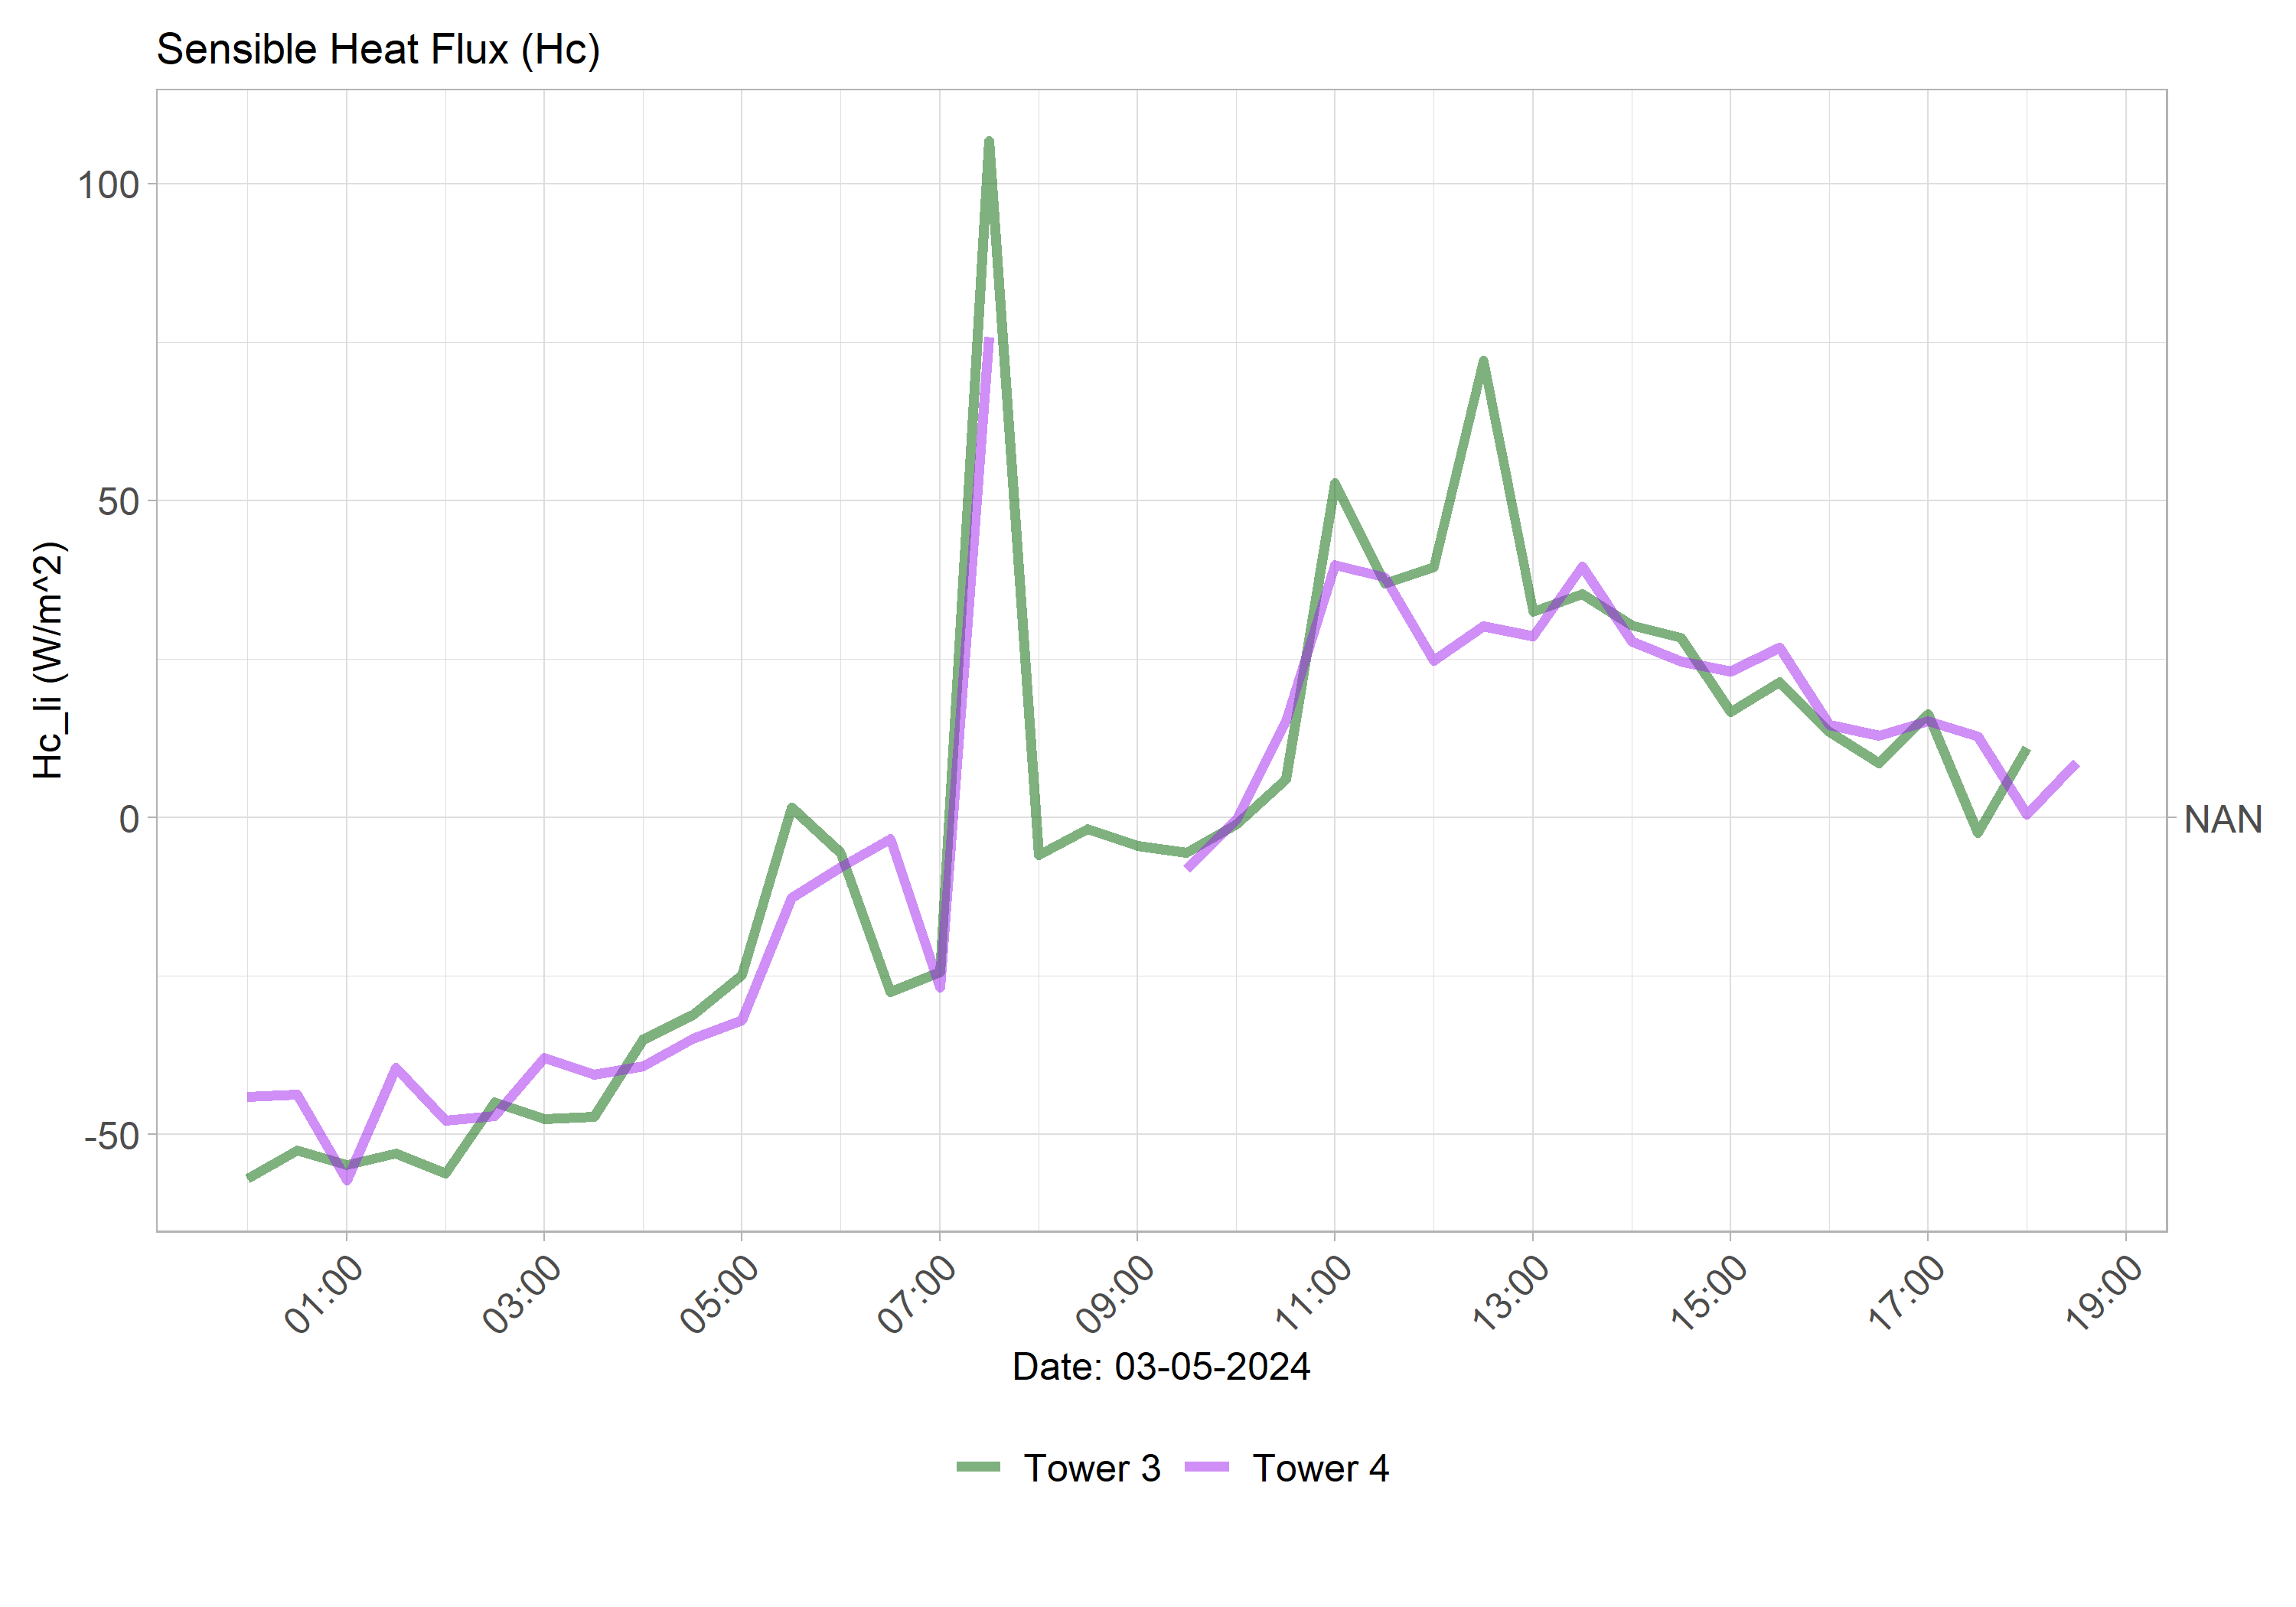 Sensible Heat Flux (Hc)
100
50
0
-50
Hc_li (W/m^2)
NAN
01:00
03:00
05:00
07:00
09:00
11:00
13:00
15:00
17:00
19:00
Date: 03-05-2024
Tower 3 Tower 4